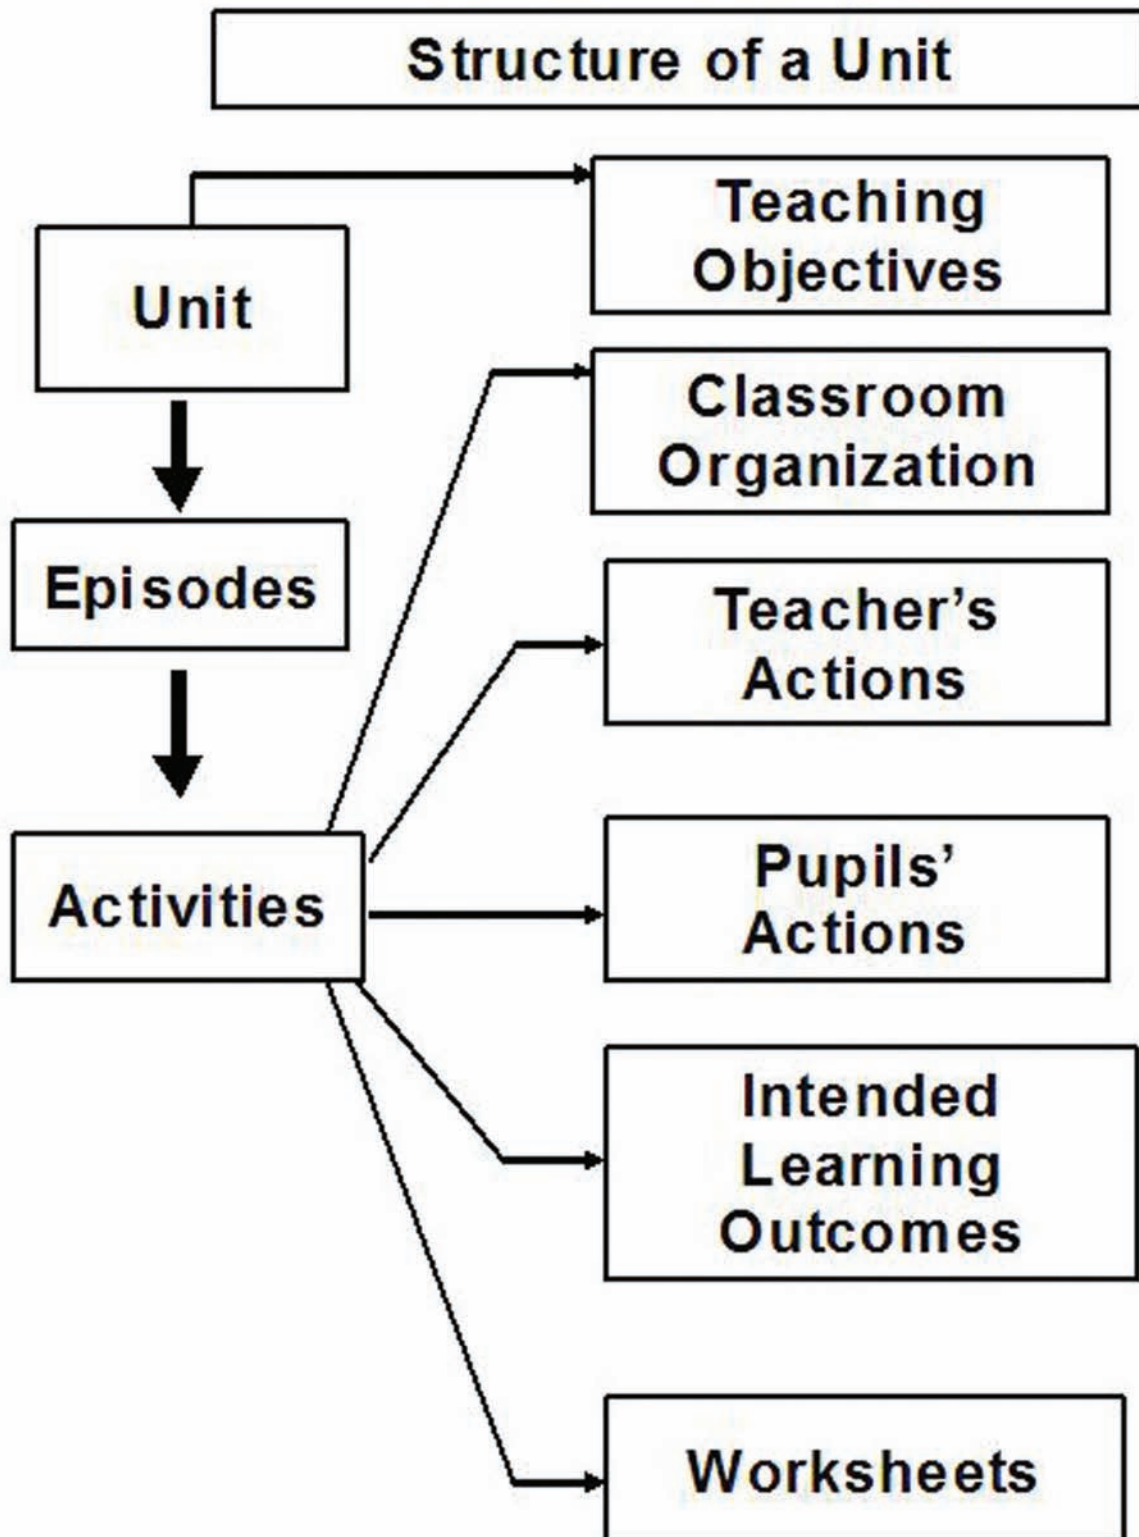 Structure of a Unit
Teaching
Objectives
Unit
Classroom
Organization
Episodes
Teacher’s
Actions
Activities
Pupils’
Actions
Intended
Learning
Outcomes
Worksheets